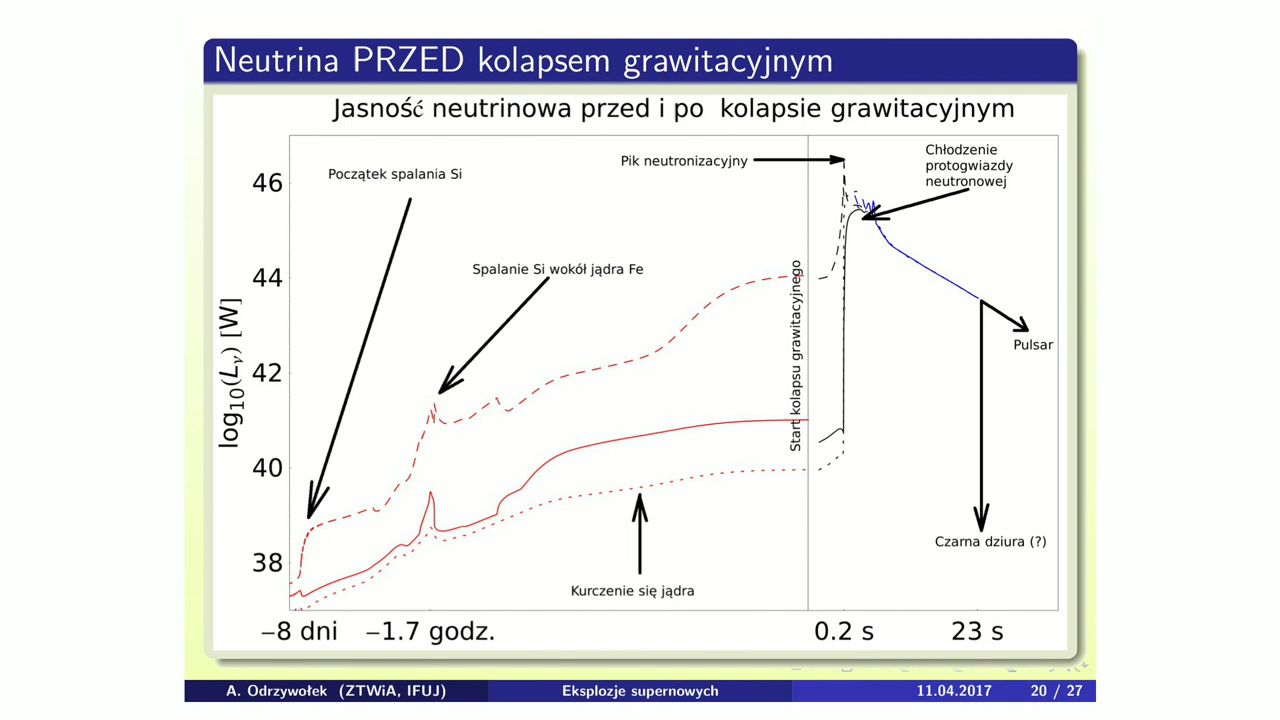 Neutrina PRZED kolapsem grawitacyjnym
Jasność neutrinowa przed i po kolapsie grawitacyjnym
Początek spalania Si
Spalanie Si wokół jądra Fe
Pik neutronizacyjny
Chłodzenie
protogwiazdy
neutronowej
Start kolapsu grawitacyjnego
Pulsar
Czarna dziura (?)
Kurczenie się jądra
log₁₀(Lᵥ) [W]
46
44
42
40
38
−8 dni
−1.7 godz.
0.2 s
23 s
A. Odrzywołek (ZTWiA, IFUJ)
Eksplozje supernowych
11.04.2017
20 / 27